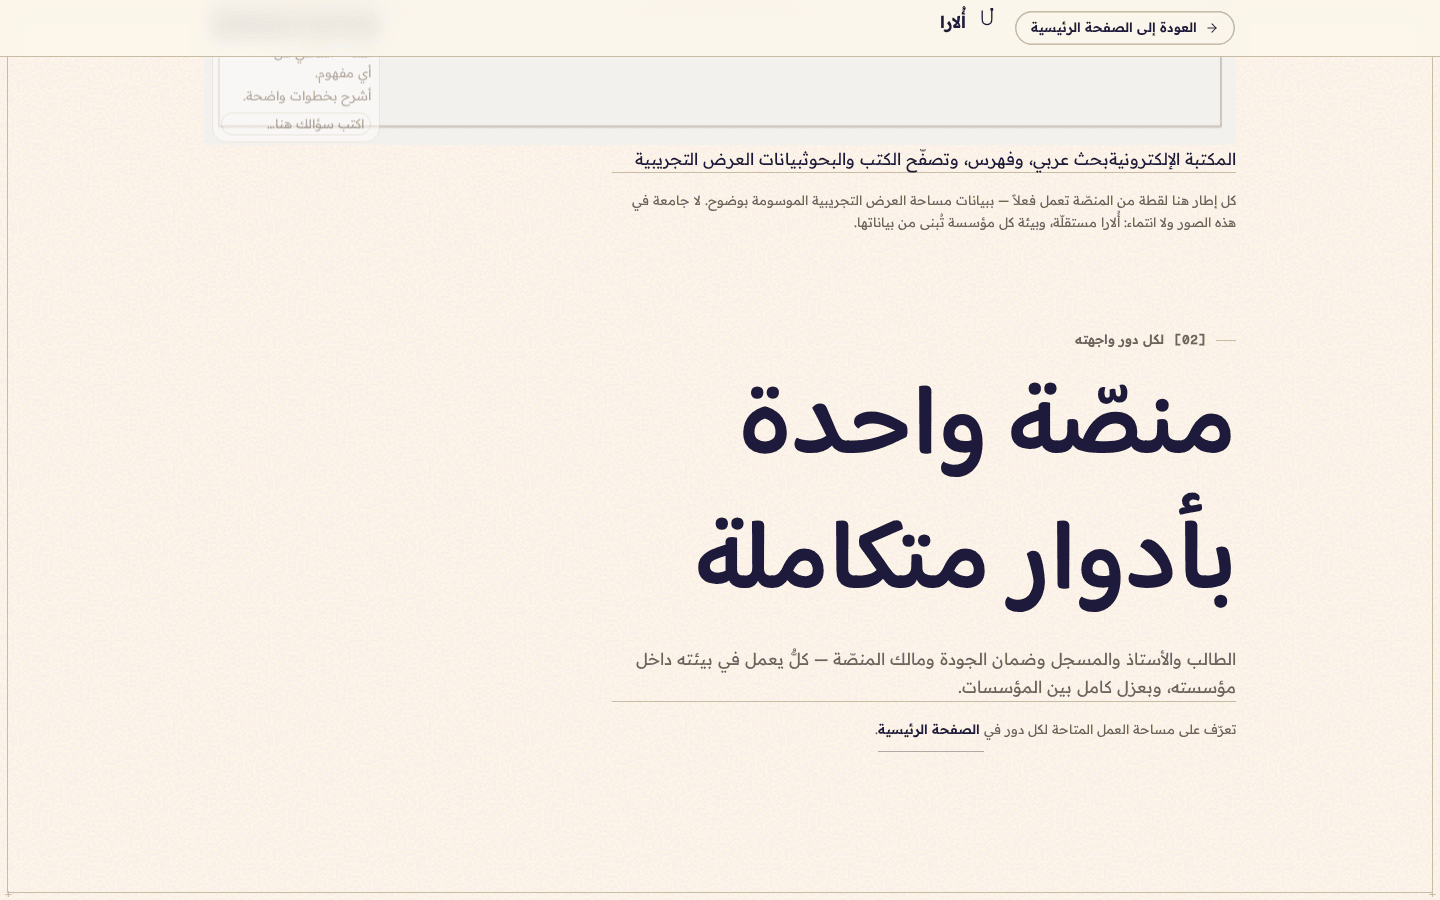 العودة إلى الصفحة الرئيسية
أُلارا
أي مفهوم.
أشرح بخطوات واضحة.
اكتب سؤالك هنا...
المكتبة الإلكترونيةبحث عربي، وفهرس، وتصفّح الكتب والبحوثبيانات العرض التجريبية
كل إطار هنا لقطة من المنصّة تعمل فعلاً — ببيانات مساحة العرض التجريبية الموسومة بوضوح. لا جامعة في
هذه الصور ولا انتماء: أُلارا مستقلّة، وبيئة كل مؤسسة تُبنى من بياناتها.
[02] لكل دور واجهته
منصّة واحدة
بأدوار متكاملة
الطالب والأستاذ والمسجل وضمان الجودة ومالك المنصّة — كلُّ يعمل في بيئته داخل
مؤسسته، وبعزل كامل بين المؤسسات.
تعرّف على مساحة العمل المتاحة لكل دور في الصفحة الرئيسية.